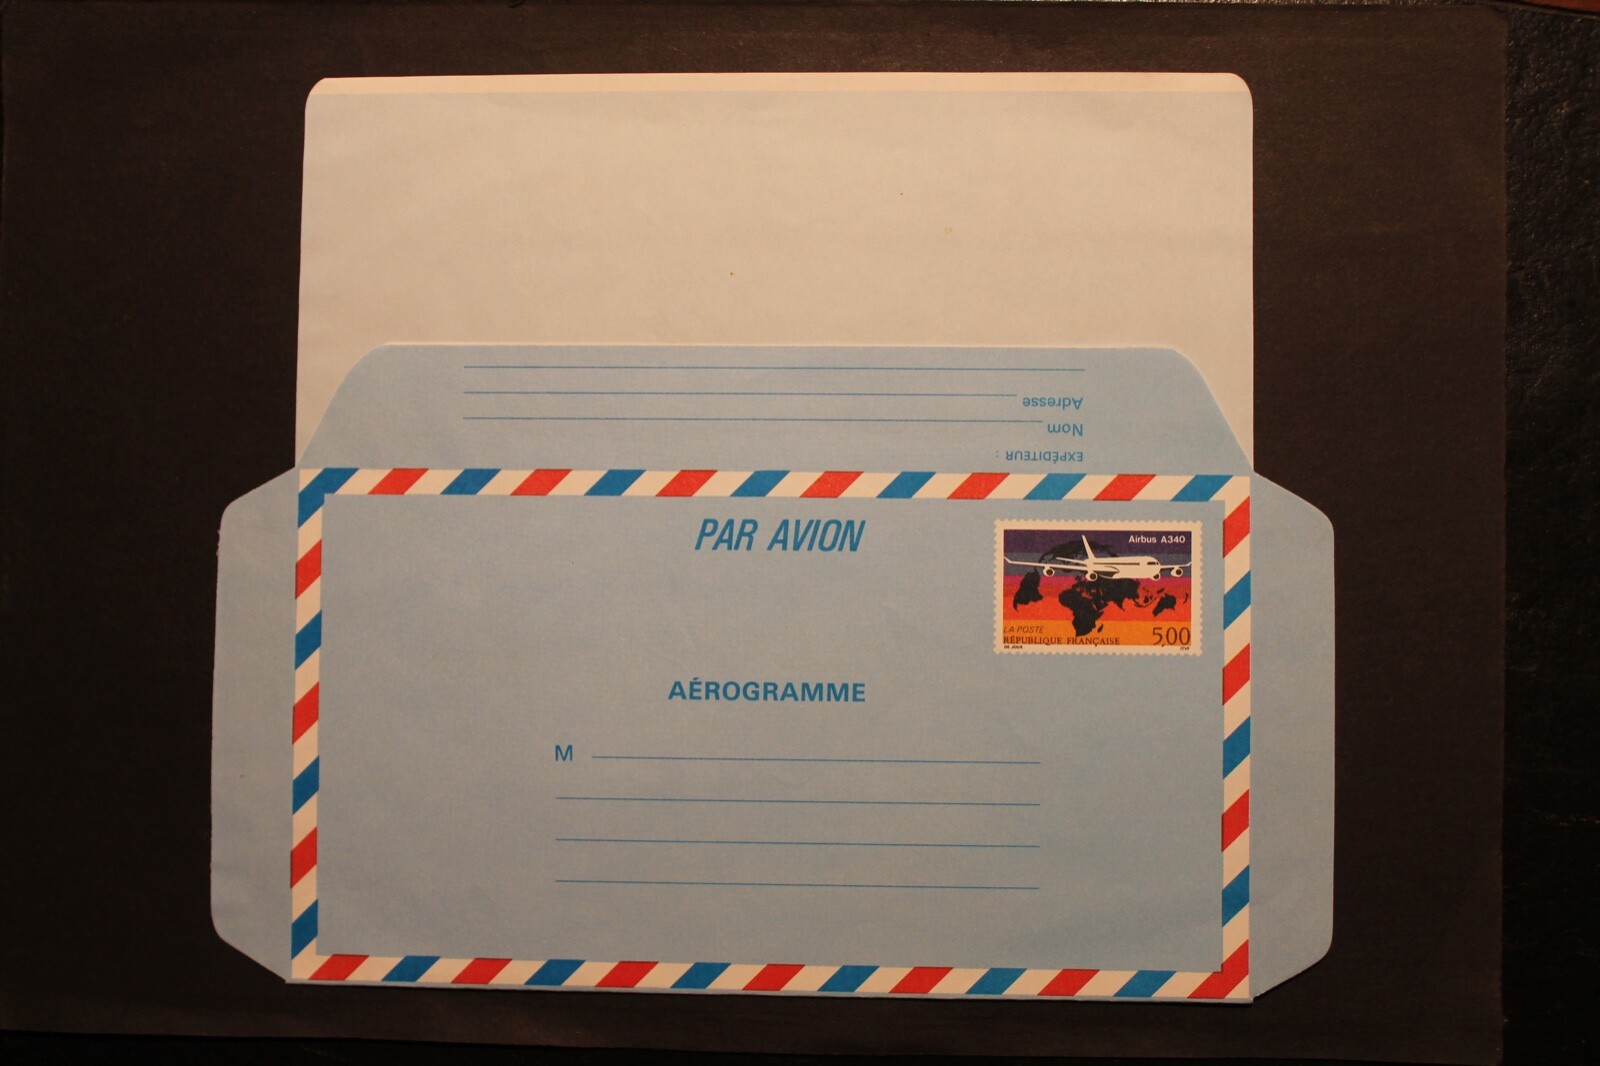 Adresse
Nom
EXPÉDITEUR :
PAR AVION
Airbus A340
LA POSTE
5,00
RÉPUBLIQUE FRANÇAISE
AÉROGRAMME
M